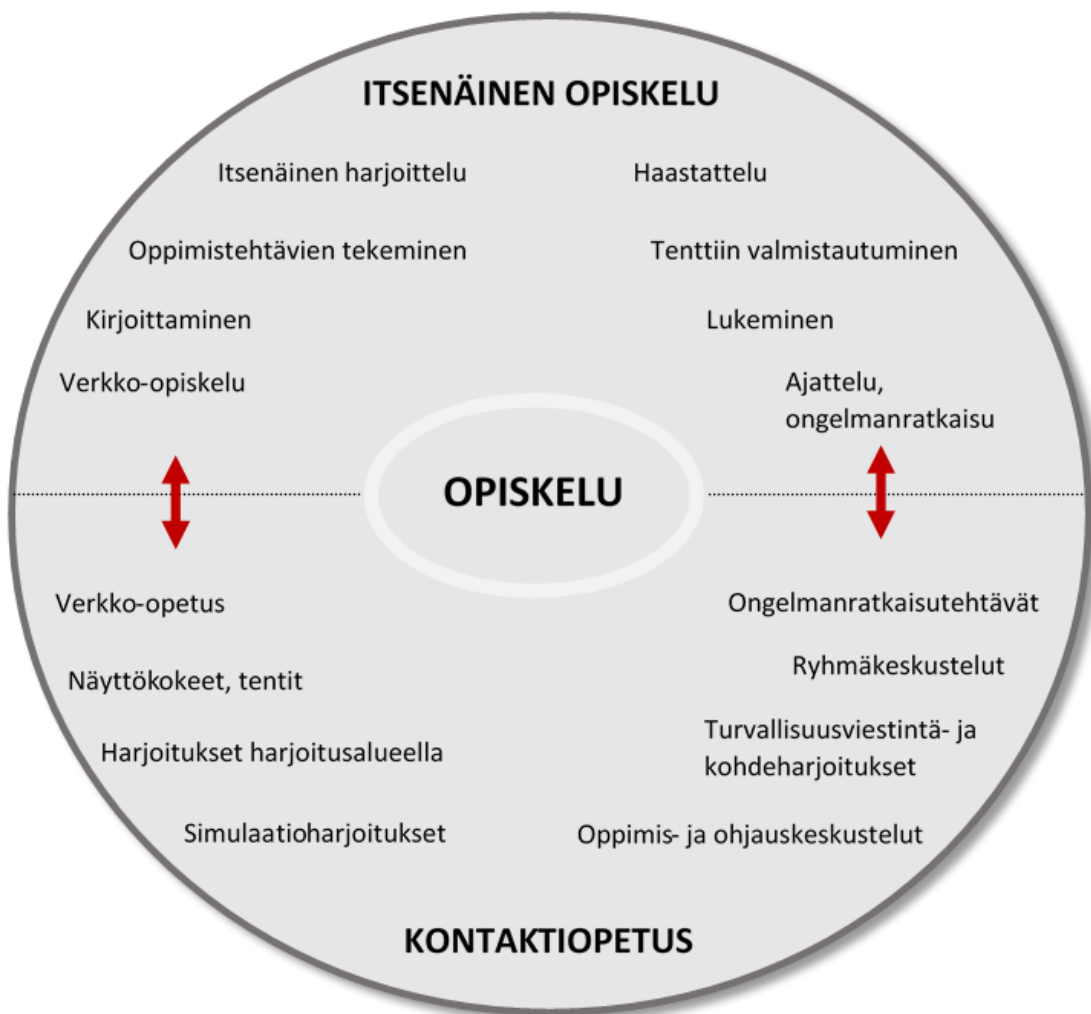 ITSENÄINEN OPISKELU
Itsenäinen harjoittelu
Haastattelu
Oppimistehtävien tekeminen
Tenttiin valmistautuminen
Kirjoittaminen
Lukeminen
Verkko-opiskelu
Ajattelu,
ongelmanratkaisu
OPISKELU
Verkko-opetus
Ongelmanratkaisutehtävät
Näyttökokeet, tentit
Ryhmäkeskustelut
Harjoitukset harjoitusalueella
Turvallisuusviestintä- ja
kohdeharjoitukset
Simulaatioharjoitukset
Oppimis- ja ohjauskeskustelut
KONTAKTIOPETUS